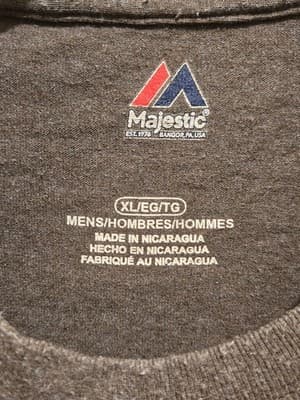 Majestic®
EST. 1976 BANGOR, PA, USA
XL/EG/TG
MENS/HOMBRES/HOMMES
MADE IN NICARAGUA
HECHO EN NICARAGUA
FABRIQUÉ AU NICARAGUA